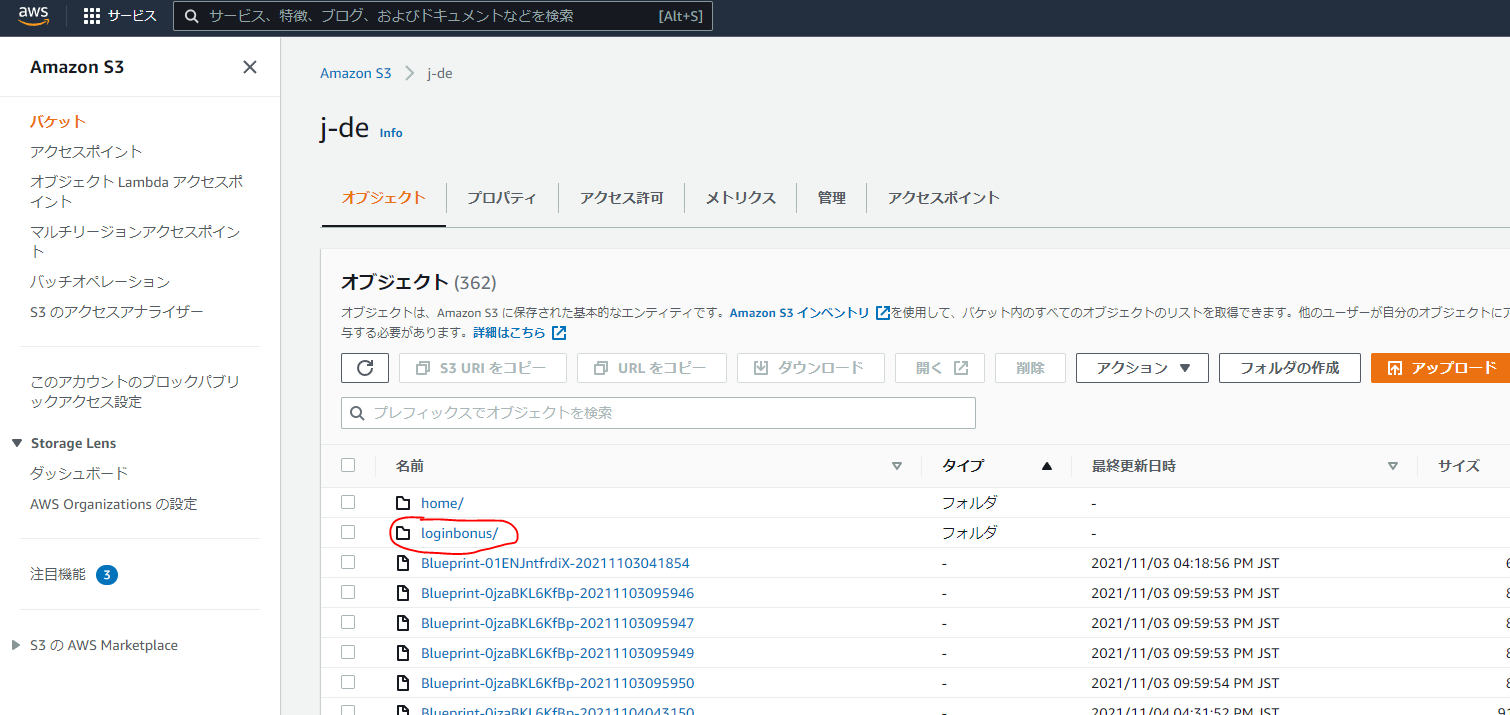 aws サービス サービス、特徴、ブログ、およびドキュメントなどを検索 [Alt+S]
Amazon S3
バケット
アクセスポイント
オブジェクト Lambda アクセスポ
イント
マルチリージョンアクセスポイン
ト
バッチオペレーション
S3 のアクセスアナライザー
このアカウントのブロックパブリ
ックアクセス設定
Storage Lens
ダッシュボード
AWS Organizations の設定
注目機能 3
S3 の AWS Marketplace
Amazon S3 j-de
j-de Info
オブジェクト プロパティ アクセス許可 メトリクス 管理 アクセスポイント
オブジェクト (362)
オブジェクトは、Amazon S3 に保存された基本的なエンティティです。Amazon S3 インベントリ を使用して、バケット内のすべてのオブジェクトのリストを取得できます。他のユーザーが自分のオブジェクトにア
与する必要があります。詳細はこちら
S3 URI をコピー URL をコピー ダウンロード 開く 削除 アクション フォルダの作成 アップロード
プレフィックスでオブジェクトを検索
名前 タイプ 最終更新日時 サイズ
home/ フォルダ -
loginbonus/ フォルダ -
Blueprint-01ENJntfrdiX-20211103041854 - 2021/11/03 04:18:56 PM JST
Blueprint-0jzaBKL6KfBp-20211103095946 - 2021/11/03 09:59:53 PM JST
Blueprint-0jzaBKL6KfBp-20211103095947 - 2021/11/03 09:59:53 PM JST
Blueprint-0jzaBKL6KfBp-20211103095949 - 2021/11/03 09:59:53 PM JST
Blueprint-0jzaBKL6KfBp-20211103095950 - 2021/11/03 09:59:54 PM JST
Blueprint-0jzaBKL6KfBp-20211104043150 - 2021/11/04 04:31:52 PM JST